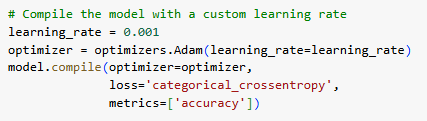 # Compile the model with a custom learning rate
learning_rate = 0.001
optimizer = optimizers.Adam(learning_rate=learning_rate)
model.compile(optimizer=optimizer,
              loss='categorical_crossentropy',
              metrics=['accuracy'])